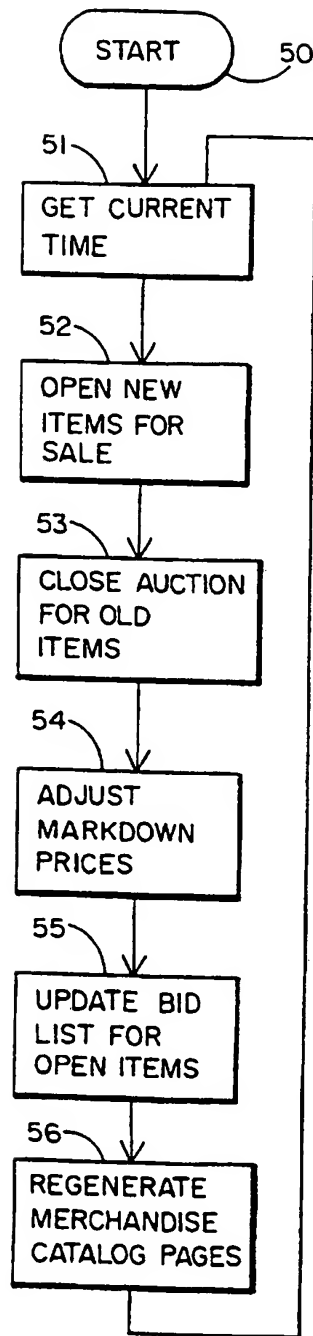 START
50
51
GET CURRENT
TIME
52
OPEN NEW
ITEMS FOR
SALE
53
CLOSE AUCTION
FOR OLD
ITEMS
54
ADJUST
MARKDOWN
PRICES
55
UPDATE BID
LIST FOR
OPEN ITEMS
56
REGENERATE
MERCHANDISE
CATALOG PAGES